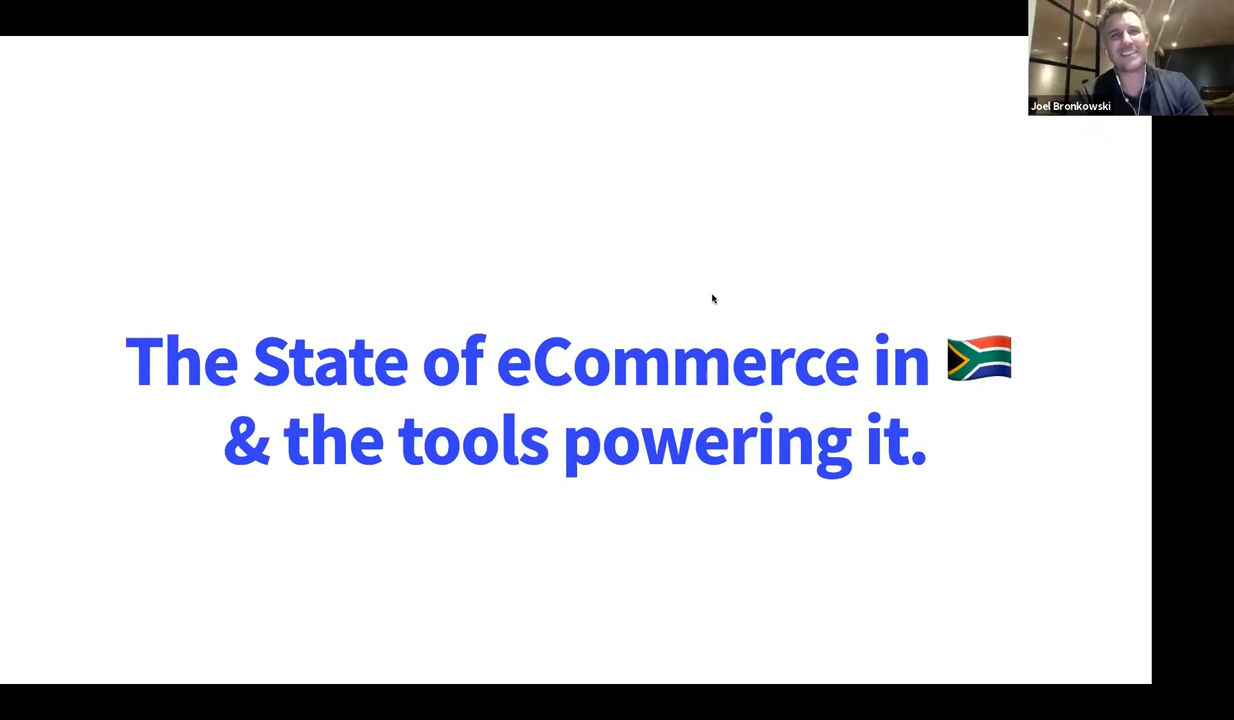 Joel Bronkowski
The State of eCommerce in 🇿🇦
& the tools powering it.